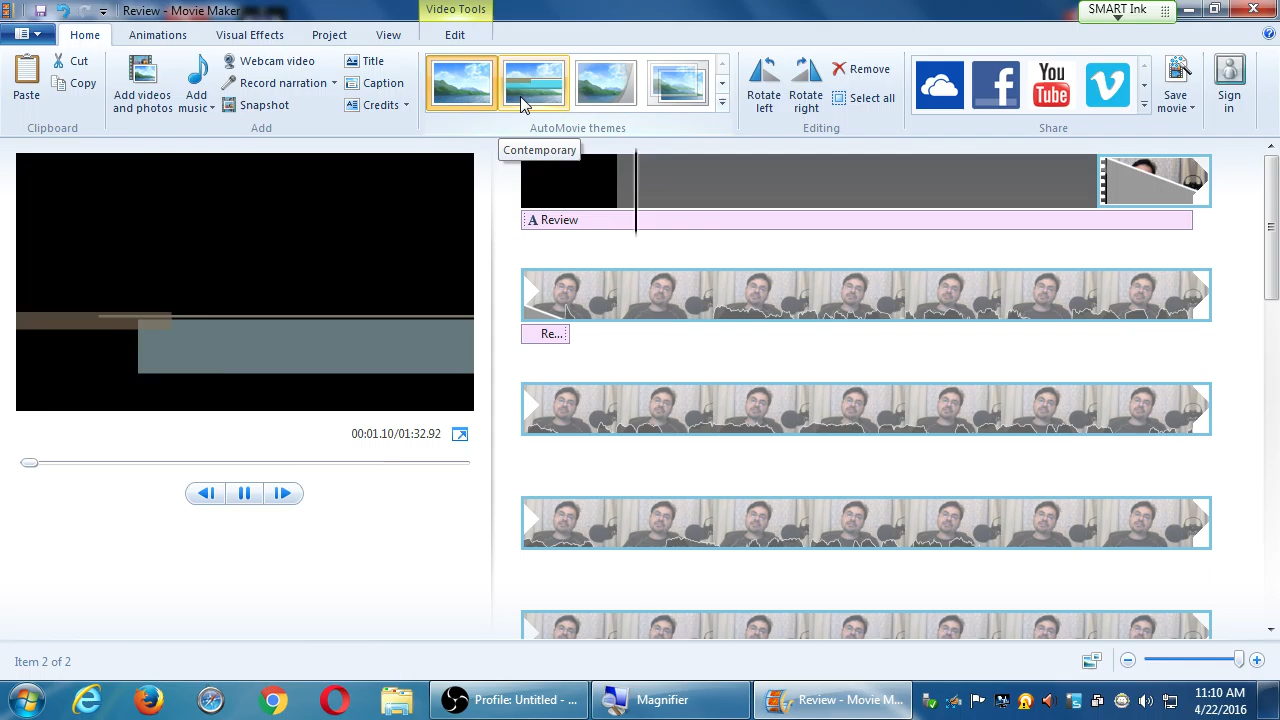 Review - Movie Maker
Video Tools
SMART Ink
Home
Animations
Visual Effects
Project
View
Edit
Paste
Cut
Copy
Clipboard
Add videos and photos
Add music
Webcam video
Record narration
Snapshot
Title
Caption
Credits
Add
AutoMovie themes
Contemporary
Rotate left
Rotate right
Remove
Select all
Editing
You Tube
Share
Save movie
Sign in
A Review
Re...
00:01.10/01:32.92
Item 2 of 2
Profile: Untitled - ...
Magnifier
Review - Movie M...
11:10 AM
4/22/2016